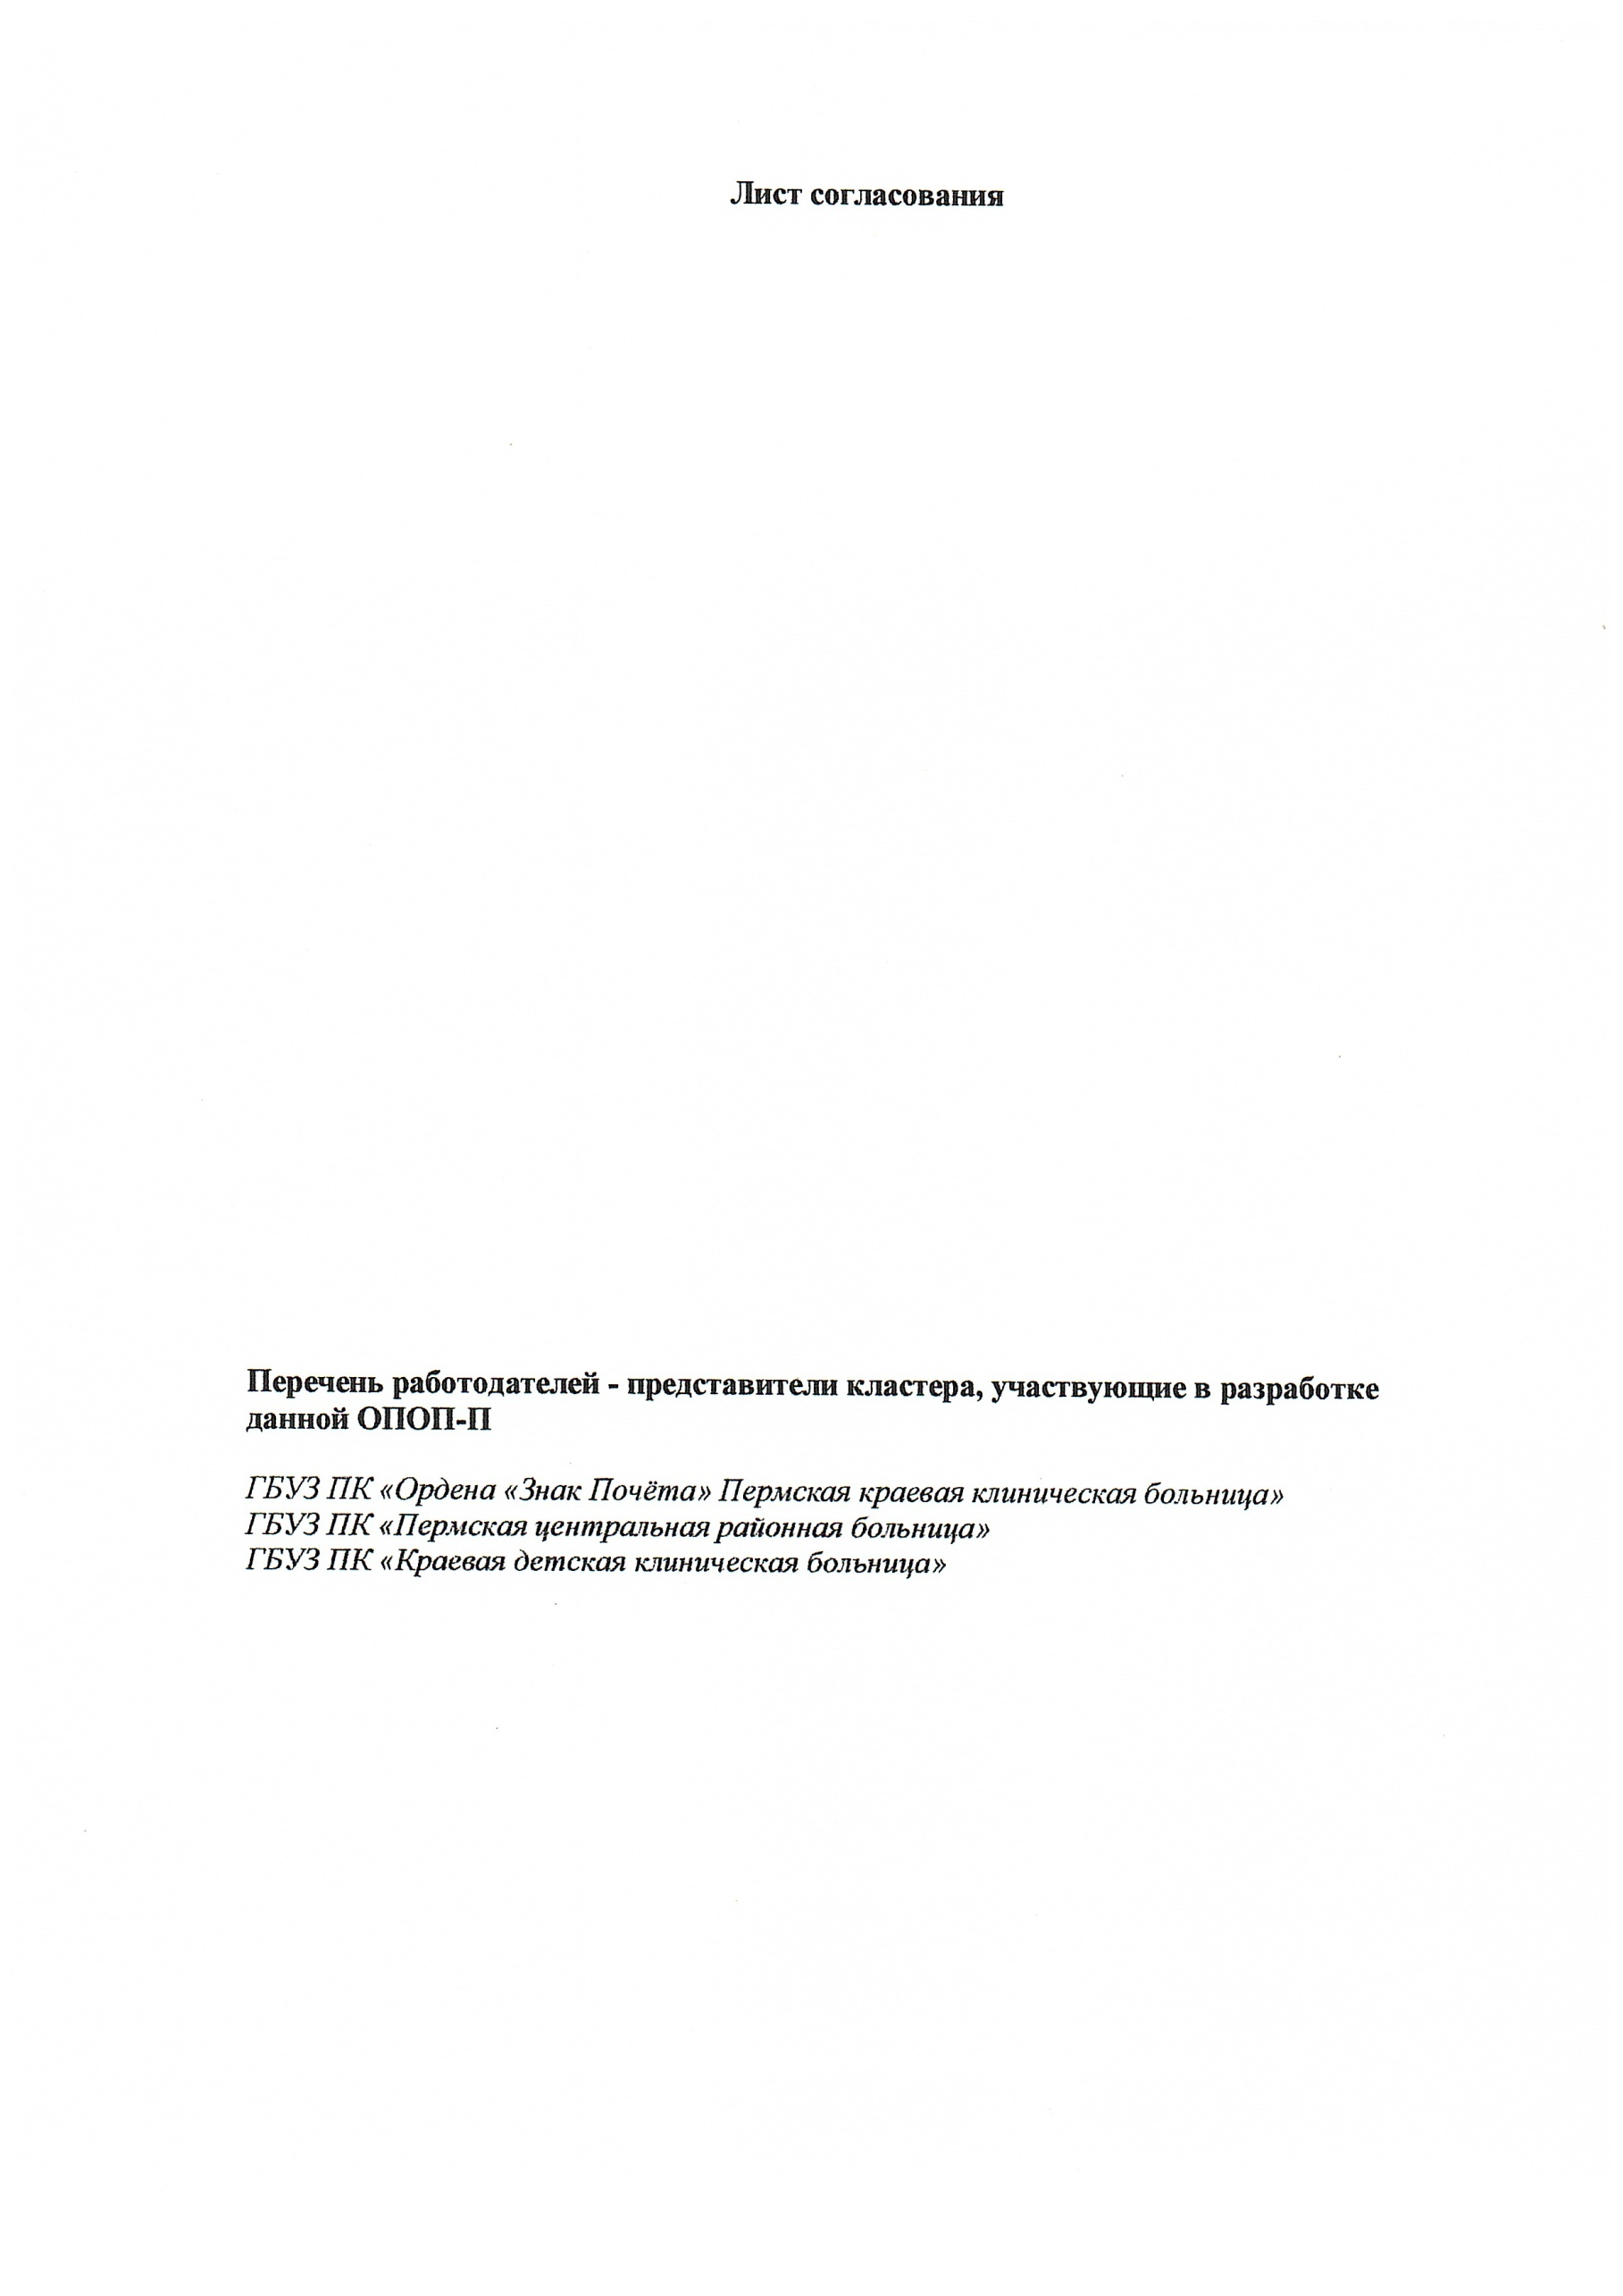 Лист согласования
Перечень работодателей - представители кластера, участвующие в разработке
данной ОПОП-П
ГБУЗ ПК «Ордена «Знак Почёта» Пермская краевая клиническая больница»
ГБУЗ ПК «Пермская центральная районная больница»
ГБУЗ ПК «Краевая детская клиническая больница»